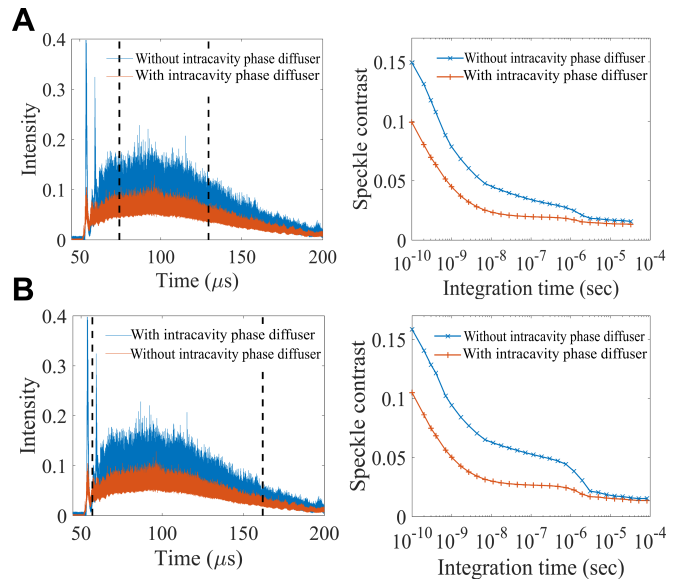 A
Intensity
0.4
0.3
0.2
0.1
0
50
100
150
200
Time (μs)
Without intracavity phase diffuser
With intracavity phase diffuser
Speckle contrast
0.15
0.1
0.05
0
10-10
10-9
10-8
10-7
10-6
10-5
10-4
Integration time (sec)
Without intracavity phase diffuser
With intracavity phase diffuser
B
Intensity
0.4
0.3
0.2
0.1
0
50
100
150
200
Time (μs)
With intracavity phase diffuser
Without intracavity phase diffuser
Speckle contrast
0.15
0.1
0.05
0
10-10
10-9
10-8
10-7
10-6
10-5
10-4
Integration time (sec)
Without intracavity phase diffuser
With intracavity phase diffuser